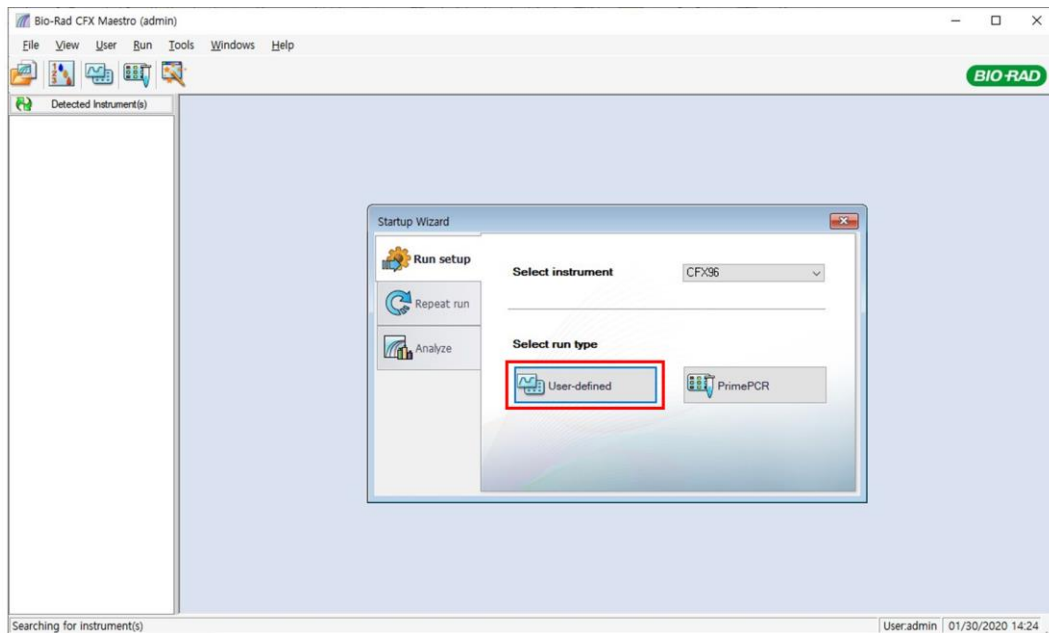 Bio-Rad CFX Maestro (admin)
File View User Run Tools Windows Help
BIO-RAD
Detected Instrument(s)
Startup Wizard
Run setup
Repeat run
Analyze
Select instrument
CFX96
Select run type
User-defined
PrimePCR
Searching for instrument(s)
User:admin 01/30/2020 14:24